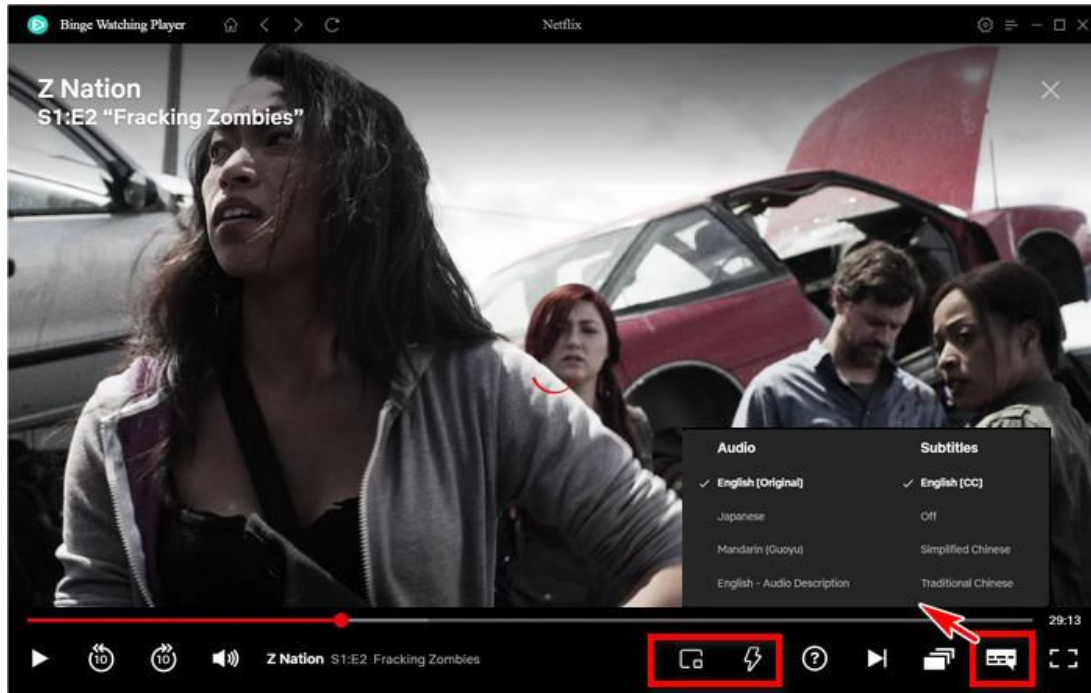 Binge Watching Player
Netflix
Z Nation
S1:E2 “Fracking Zombies”
Audio
Subtitles
English [Original]
English [CC]
Japanese
Off
Mandarin (Guoyu)
Simplified Chinese
English - Audio Description
Traditional Chinese
29:13
10
10
Z Nation S1:E2 Fracking Zombies
?